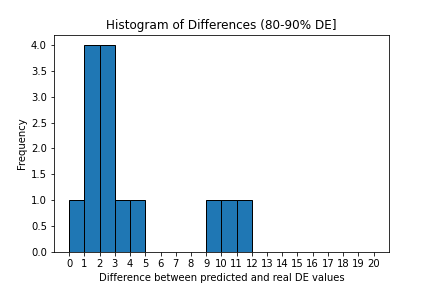 Histogram of Differences (80-90% DE]
4.0
3.5
3.0
2.5
2.0
1.5
1.0
0.5
0.0
Frequency
0 1 2 3 4 5 6 7 8 9 10 11 12 13 14 15 16 17 18 19 20
Difference between predicted and real DE values